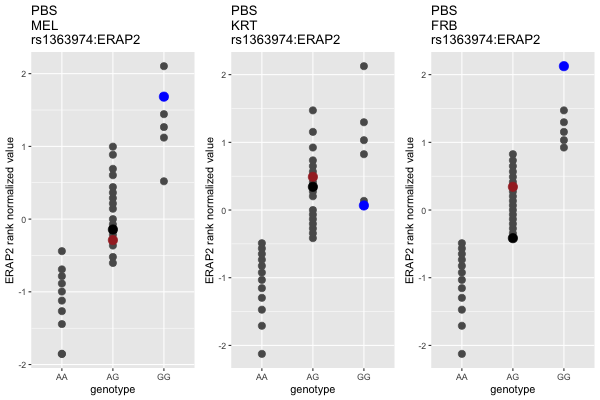 PBS
MEL
rs1363974:ERAP2
ERAP2 rank normalized value
2
1
0
-1
-2
AA AG GG
genotype
PBS
KRT
rs1363974:ERAP2
ERAP2 rank normalized value
2
1
0
-1
-2
AA AG GG
genotype
PBS
FRB
rs1363974:ERAP2
ERAP2 rank normalized value
2
1
0
-1
-2
AA AG GG
genotype